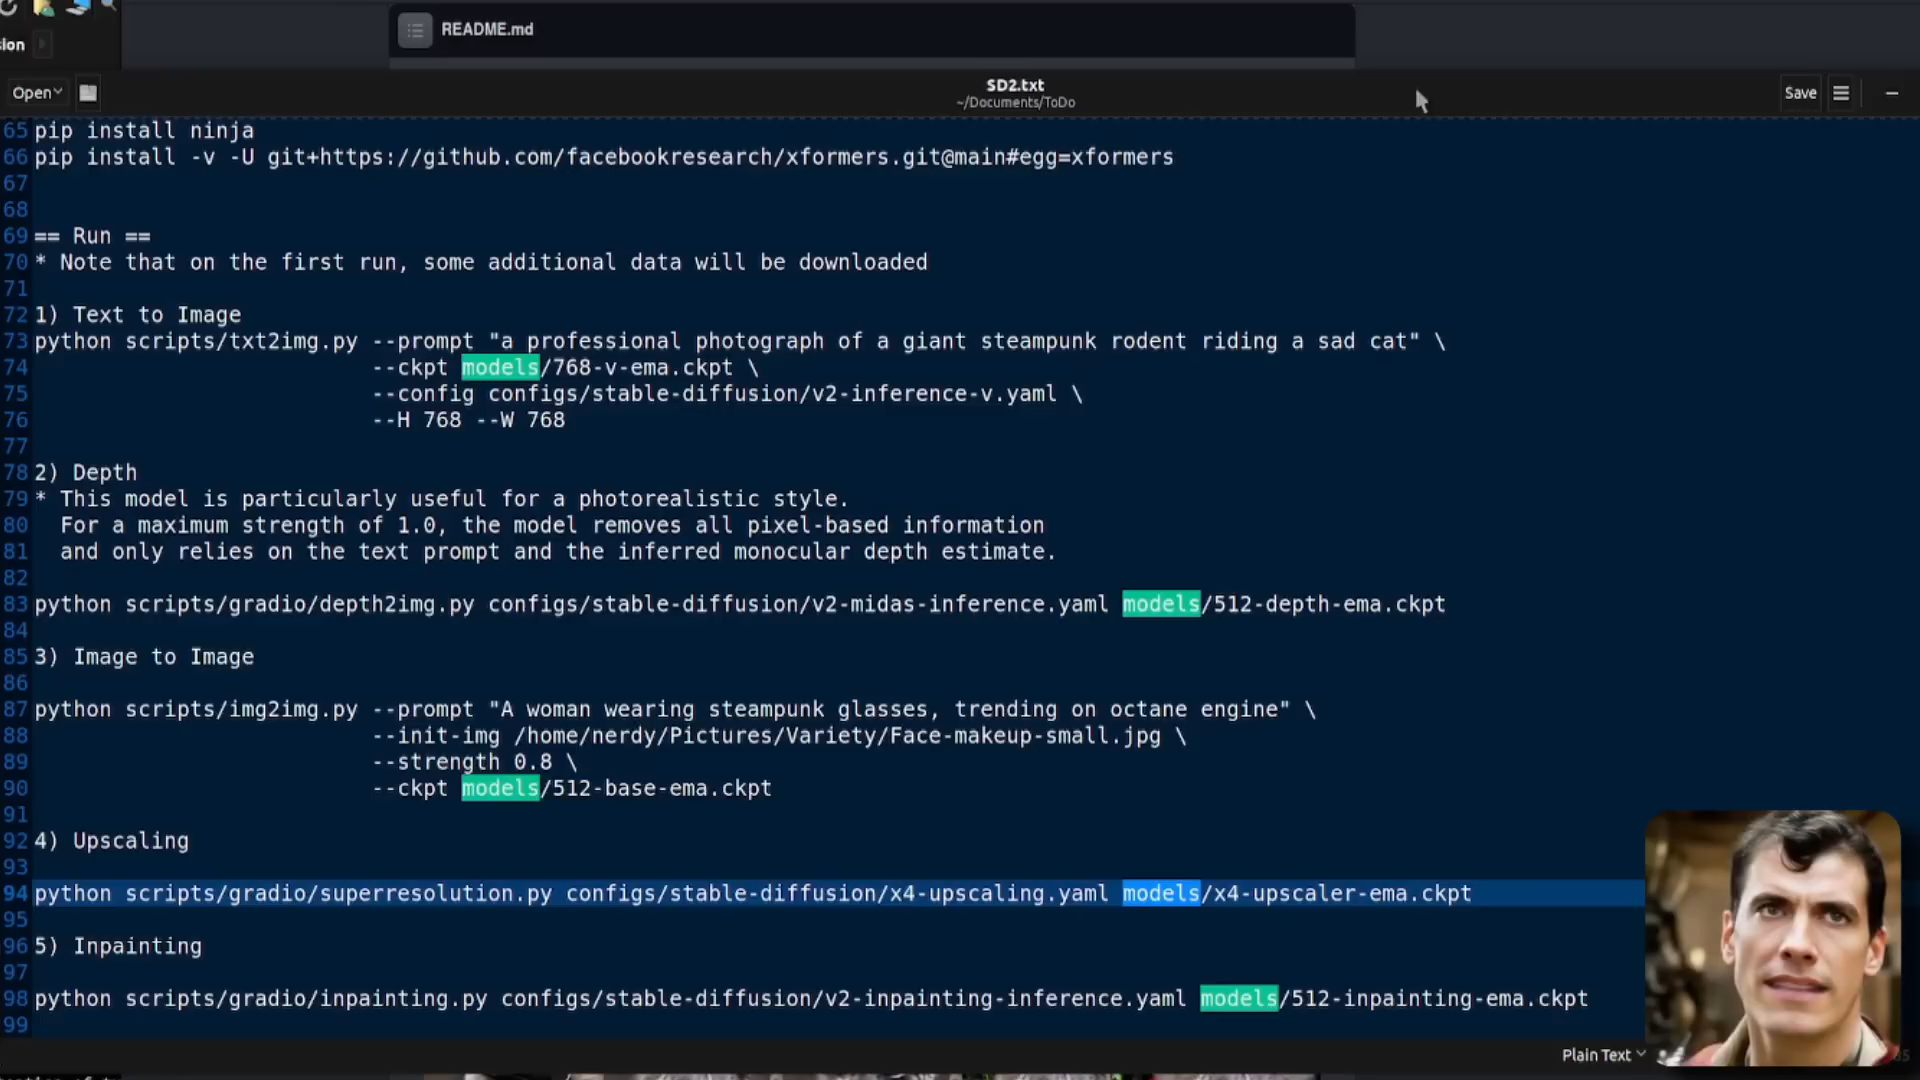 sion
README.md
Open
SD2.txt
~/Documents/ToDo
Save
65 pip install ninja
66 pip install -v -U git+https://github.com/facebookresearch/xformers.git@main#egg=xformers
67
68
69 == Run ==
70 * Note that on the first run, some additional data will be downloaded
71
72 1) Text to Image
73 python scripts/txt2img.py --prompt "a professional photograph of a giant steampunk rodent riding a sad cat" \
74 --ckpt models/768-v-ema.ckpt \
75 --config configs/stable-diffusion/v2-inference-v.yaml \
76 --H 768 --W 768
77
78 2) Depth
79 * This model is particularly useful for a photorealistic style.
80 For a maximum strength of 1.0, the model removes all pixel-based information
81 and only relies on the text prompt and the inferred monocular depth estimate.
82
83 python scripts/gradio/depth2img.py configs/stable-diffusion/v2-midas-inference.yaml models/512-depth-ema.ckpt
84
85 3) Image to Image
86
87 python scripts/img2img.py --prompt "A woman wearing steampunk glasses, trending on octane engine" \
88 --init-img /home/nerdy/Pictures/Variety/Face-makeup-small.jpg \
89 --strength 0.8 \
90 --ckpt models/512-base-ema.ckpt
91
92 4) Upscaling
93
94 python scripts/gradio/superresolution.py configs/stable-diffusion/x4-upscaling.yaml models/x4-upscaler-ema.ckpt
95
96 5) Inpainting
97
98 python scripts/gradio/inpainting.py configs/stable-diffusion/v2-inpainting-inference.yaml models/512-inpainting-ema.ckpt
99
Plain Text